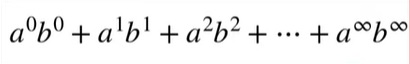 a⁰b⁰ + a¹b¹ + a²b² + ··· + a^∞b^∞